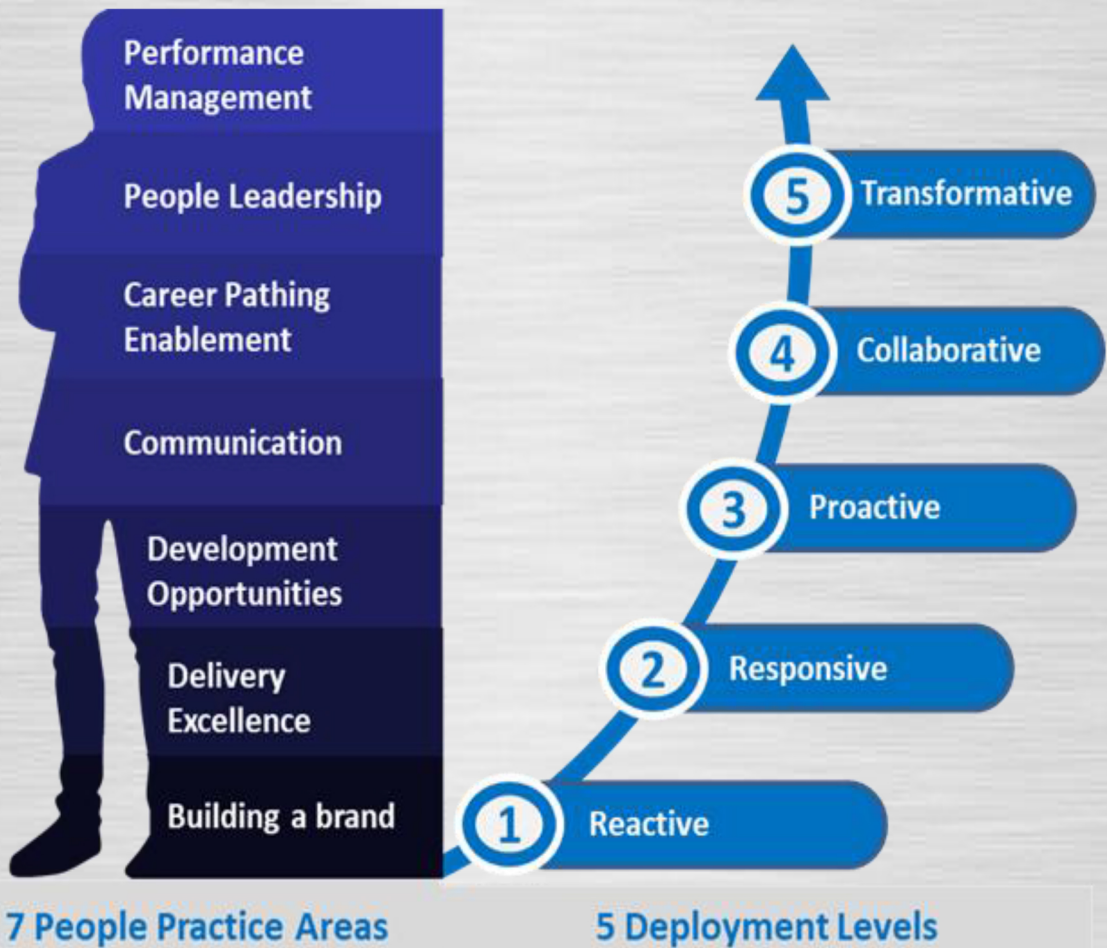 Performance
Management
People Leadership
Career Pathing
Enablement
Communication
Development
Opportunities
Delivery
Excellence
Building a brand
5
Transformative
4
Collaborative
3
Proactive
2
Responsive
1
Reactive
7 People Practice Areas
5 Deployment Levels